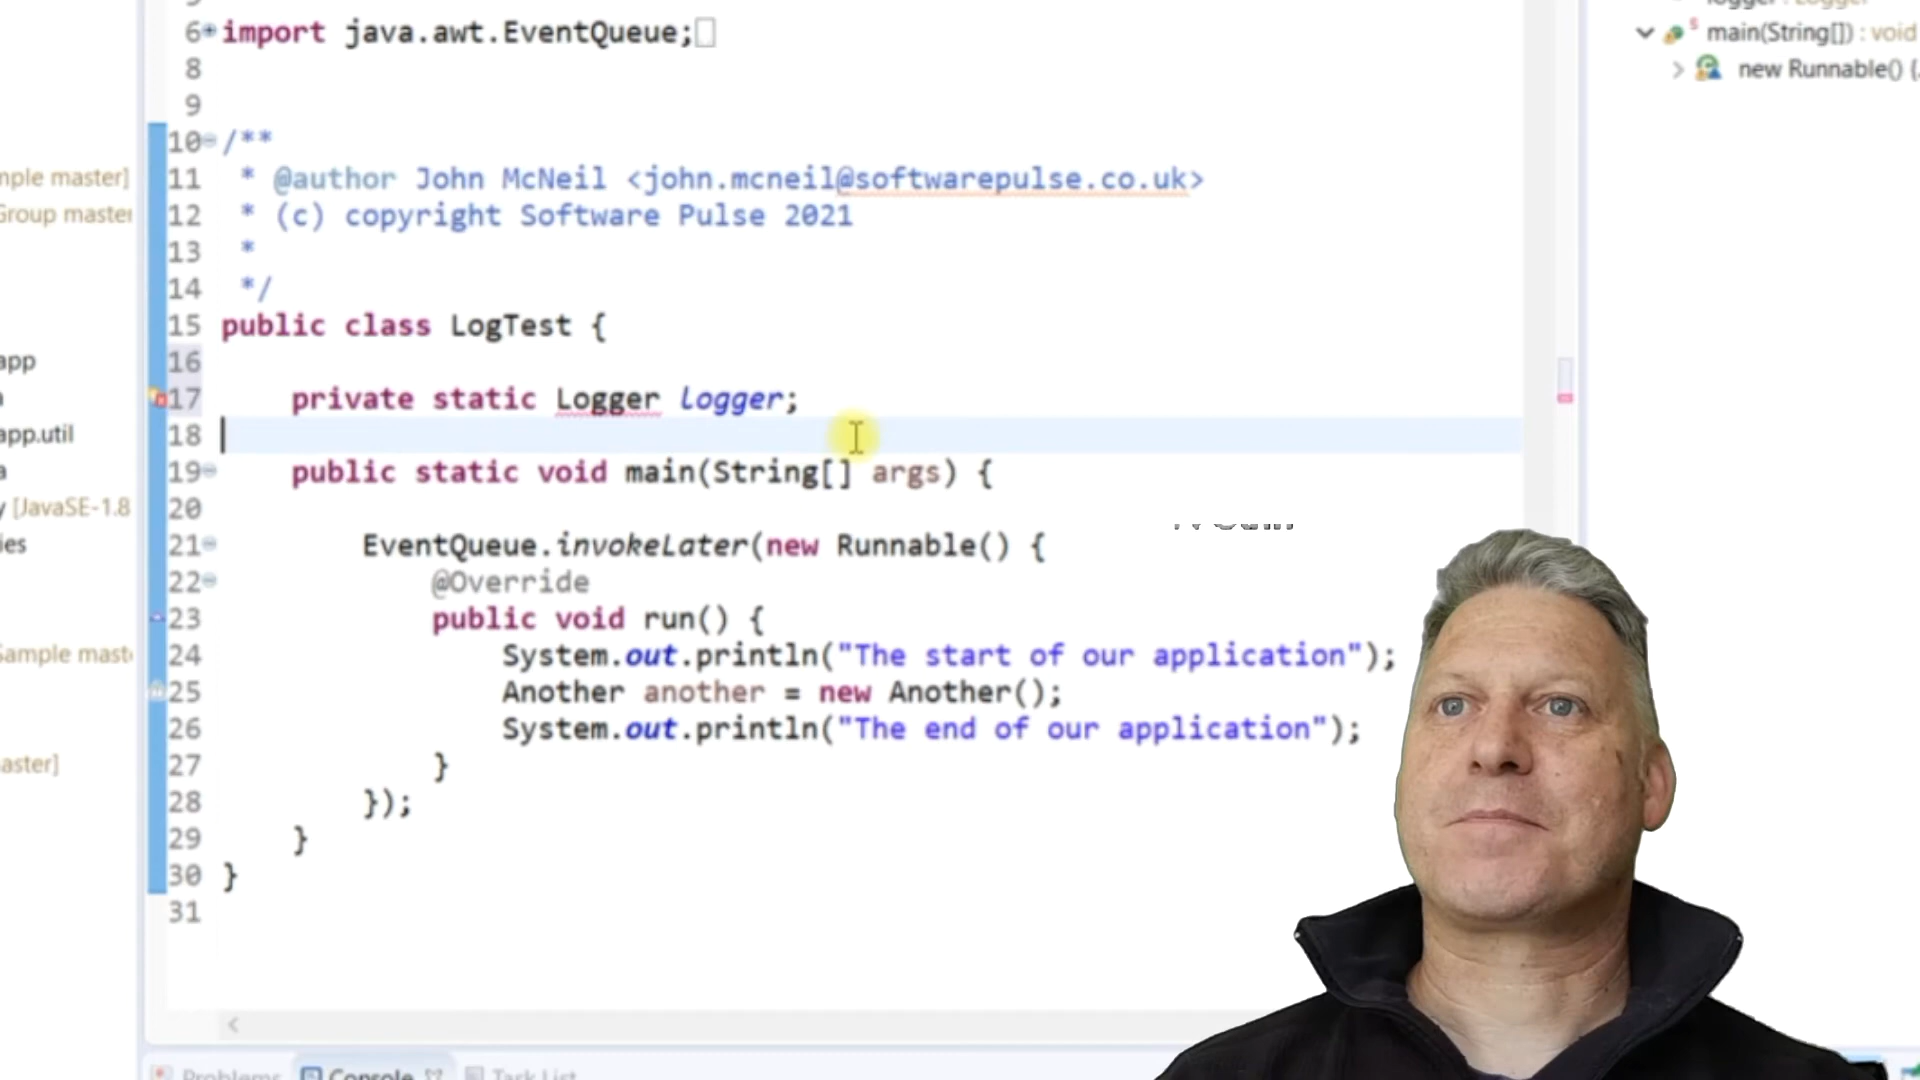 logger : Logger
6 import java.awt.EventQueue;
main(String[]) : void
8
new Runnable() {
9
10 /**
mple master]
11 * @author John McNeil <john.mcneil@softwarepulse.co.uk>
Group master
12 * (c) copyright Software Pulse 2021
13 *
14 */
15 public class LogTest {
app
16
17 private static Logger logger;
app.util
18
19 public static void main(String[] args) {
[JavaSE-1.8
20
ies
21 EventQueue.invokeLater(new Runnable() {
22 @Override
23 public void run() {
Sample mast
24 System.out.println("The start of our application");
25 Another another = new Another();
26 System.out.println("The end of our application");
aster]
27 }
28 });
29 }
30 }
31
Problems Console Task List